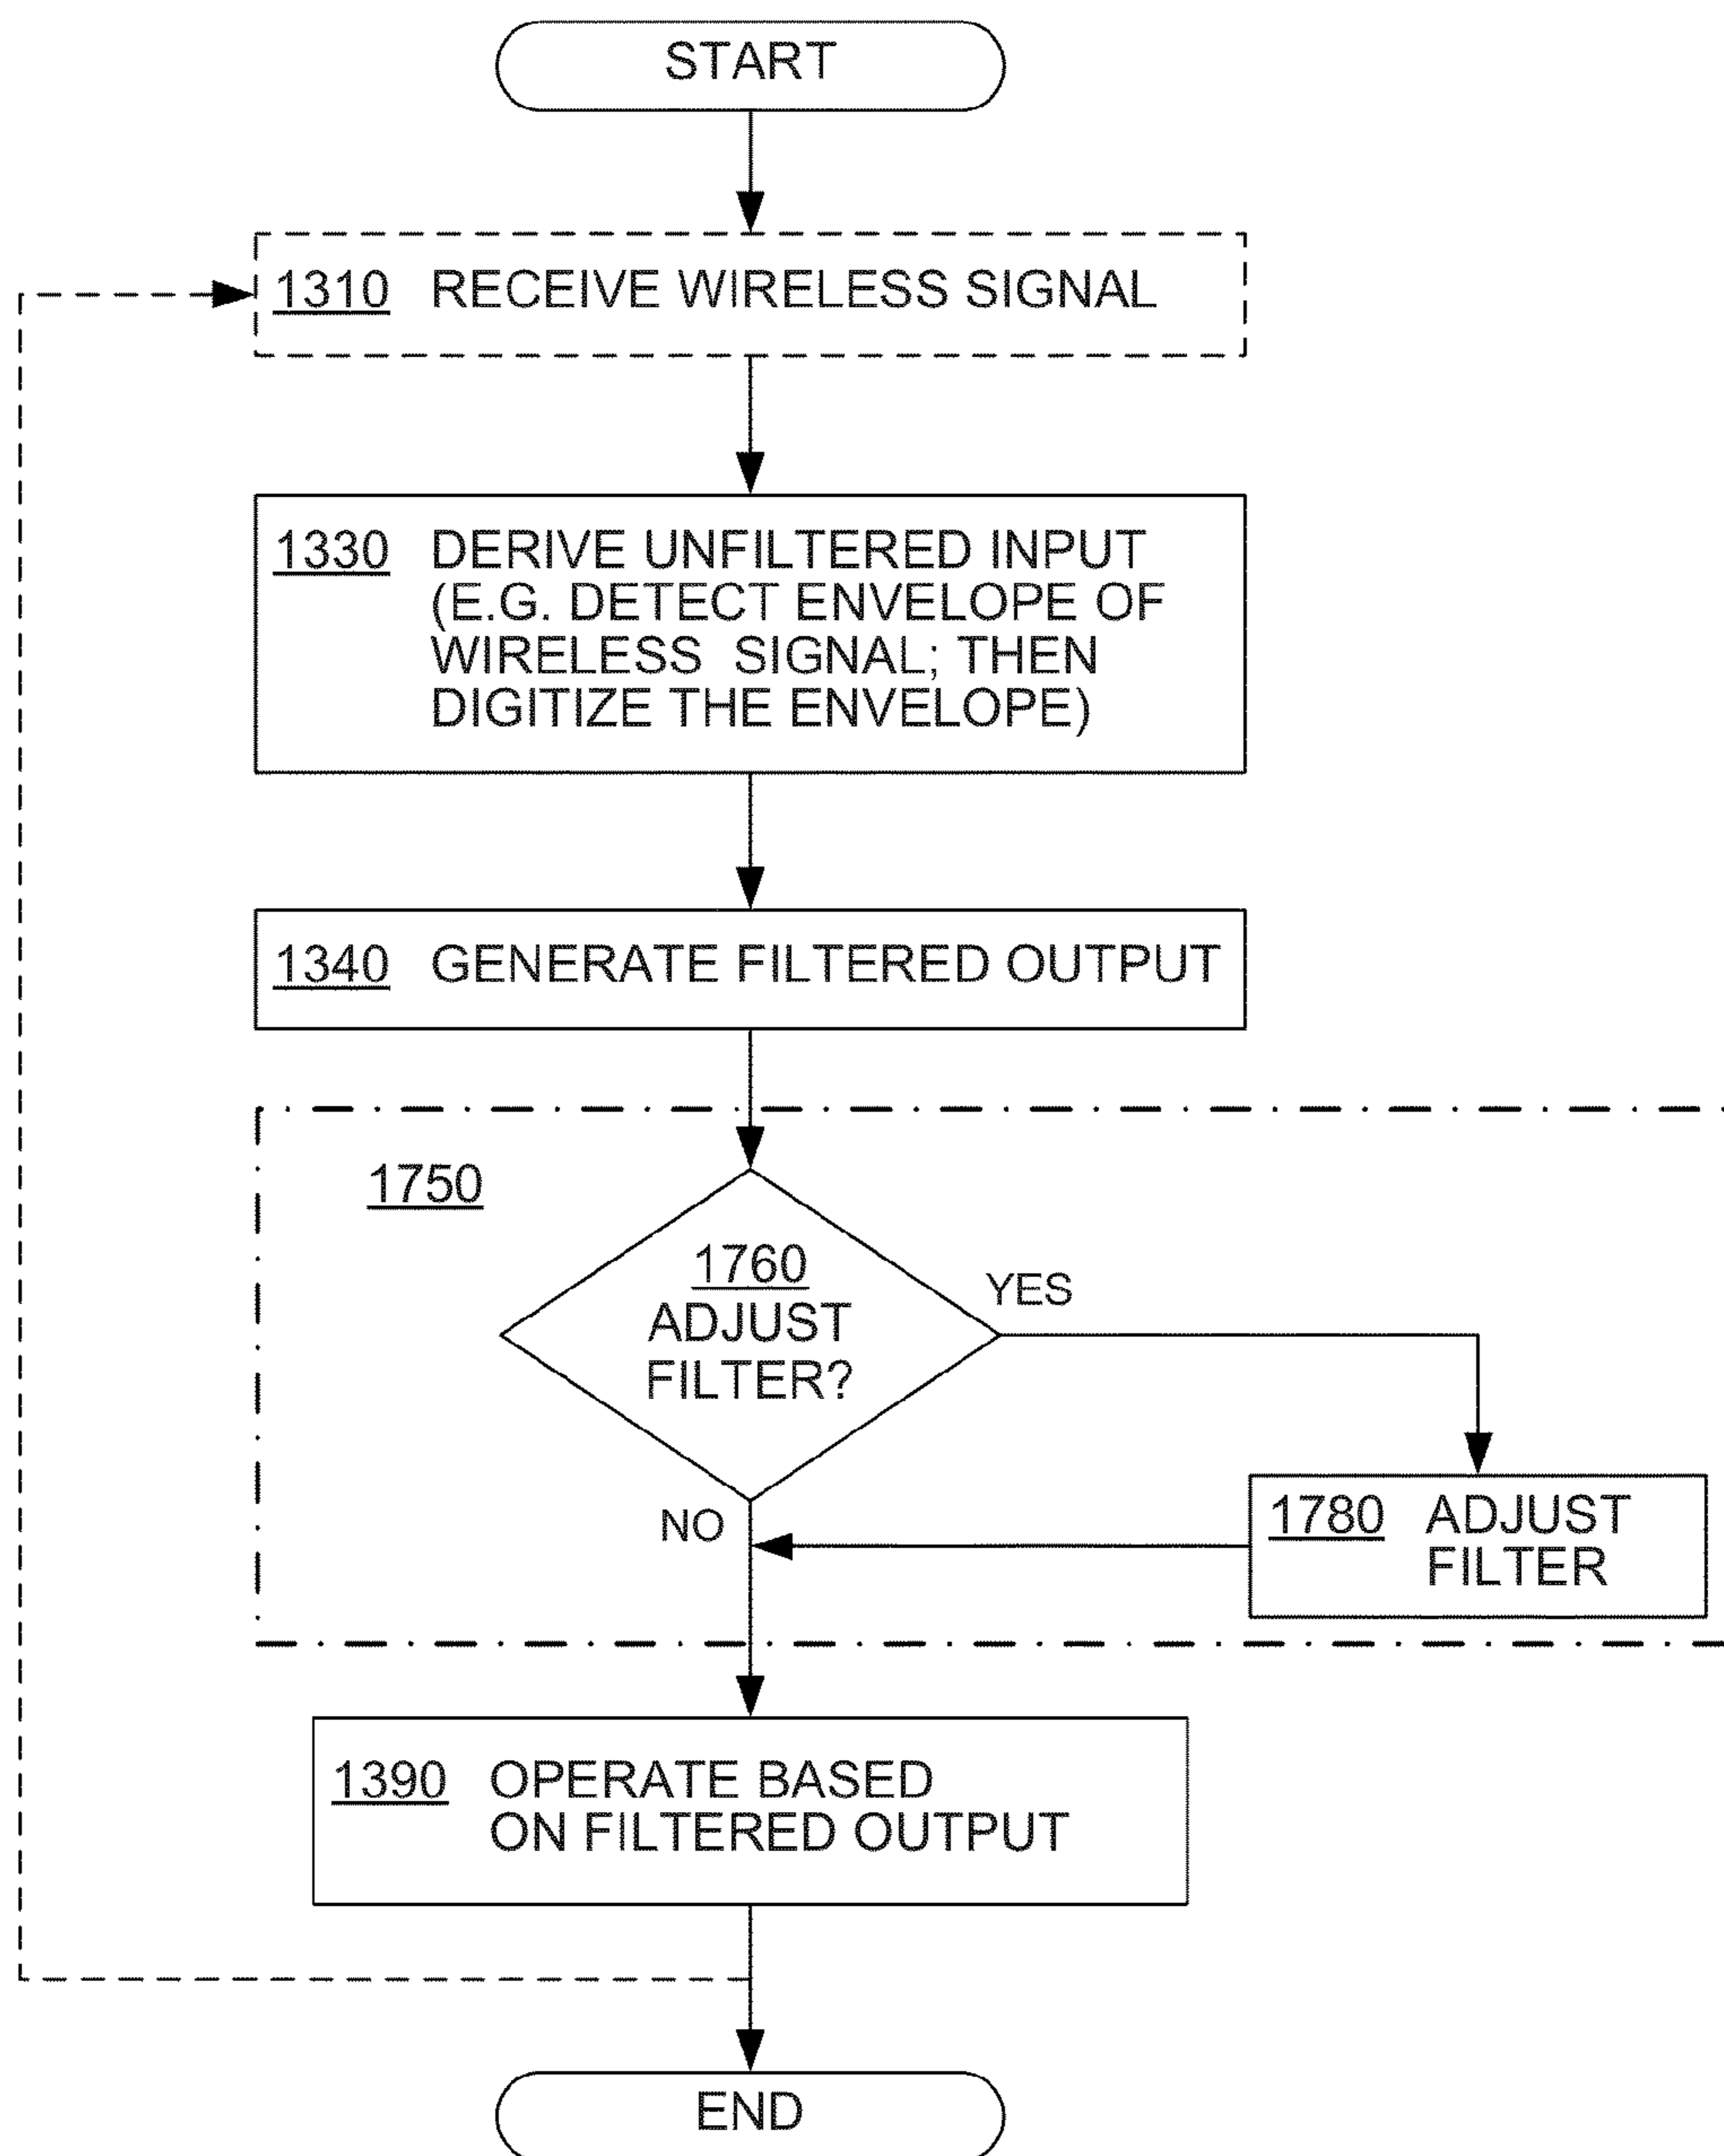 START
1310 RECEIVE WIRELESS SIGNAL
1330 DERIVE UNFILTERED INPUT
(E.G. DETECT ENVELOPE OF
WIRELESS SIGNAL; THEN
DIGITIZE THE ENVELOPE)
1340 GENERATE FILTERED OUTPUT
1750
1760
ADJUST
FILTER?
YES
NO
1780 ADJUST
FILTER
1390 OPERATE BASED
ON FILTERED OUTPUT
END